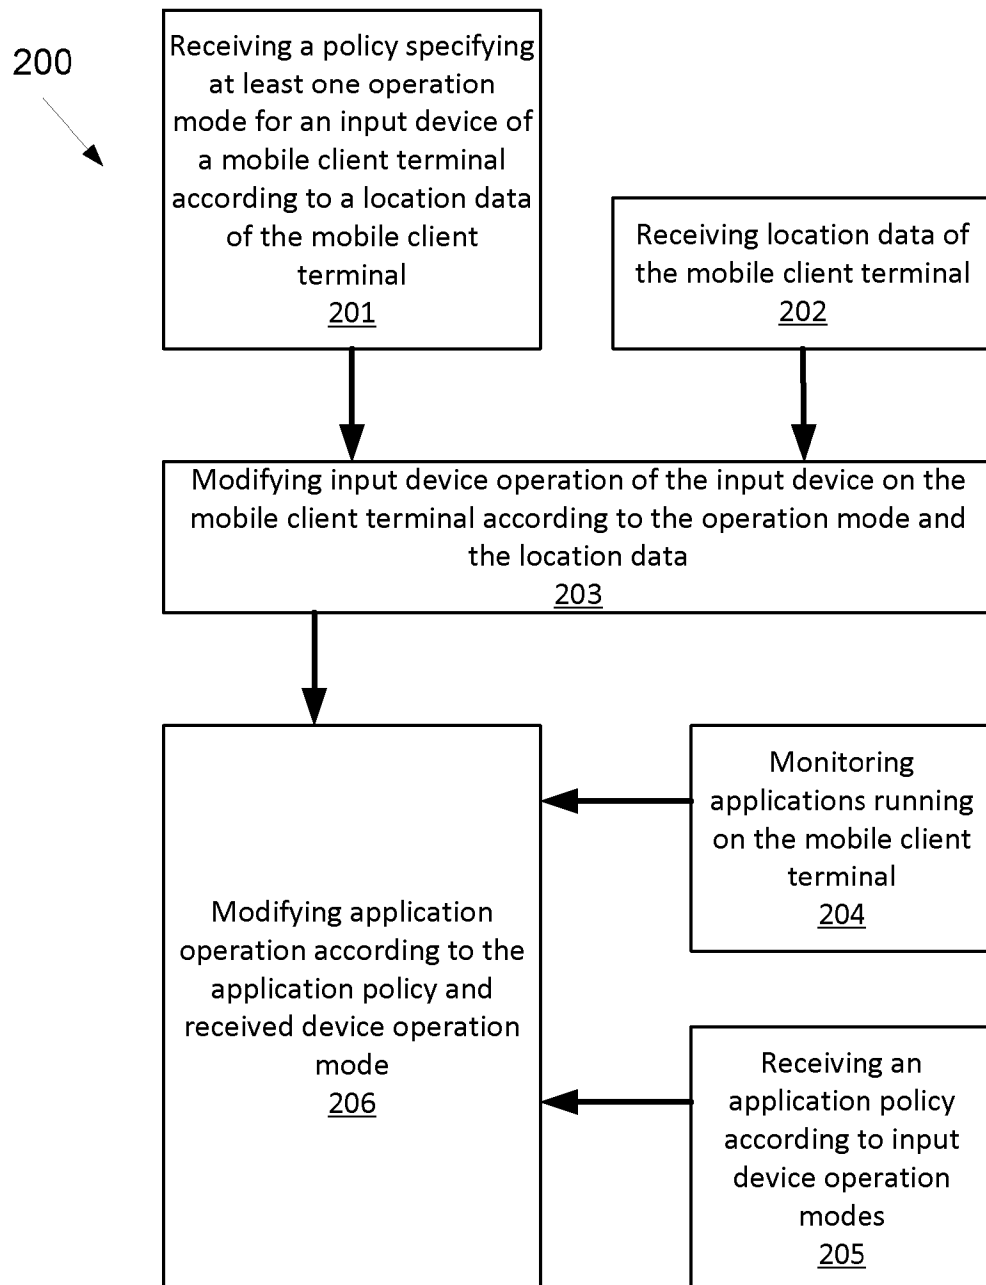 200
Receiving a policy specifying
at least one operation
mode for an input device of
a mobile client terminal
according to a location data
of the mobile client
terminal
201
Receiving location data of
the mobile client terminal
202
Modifying input device operation of the input device on the
mobile client terminal according to the operation mode and
the location data
203
Monitoring
applications running
on the mobile client
terminal
204
Modifying application
operation according to the
application policy and
received device operation
mode
206
Receiving an
application policy
according to input
device operation
modes
205